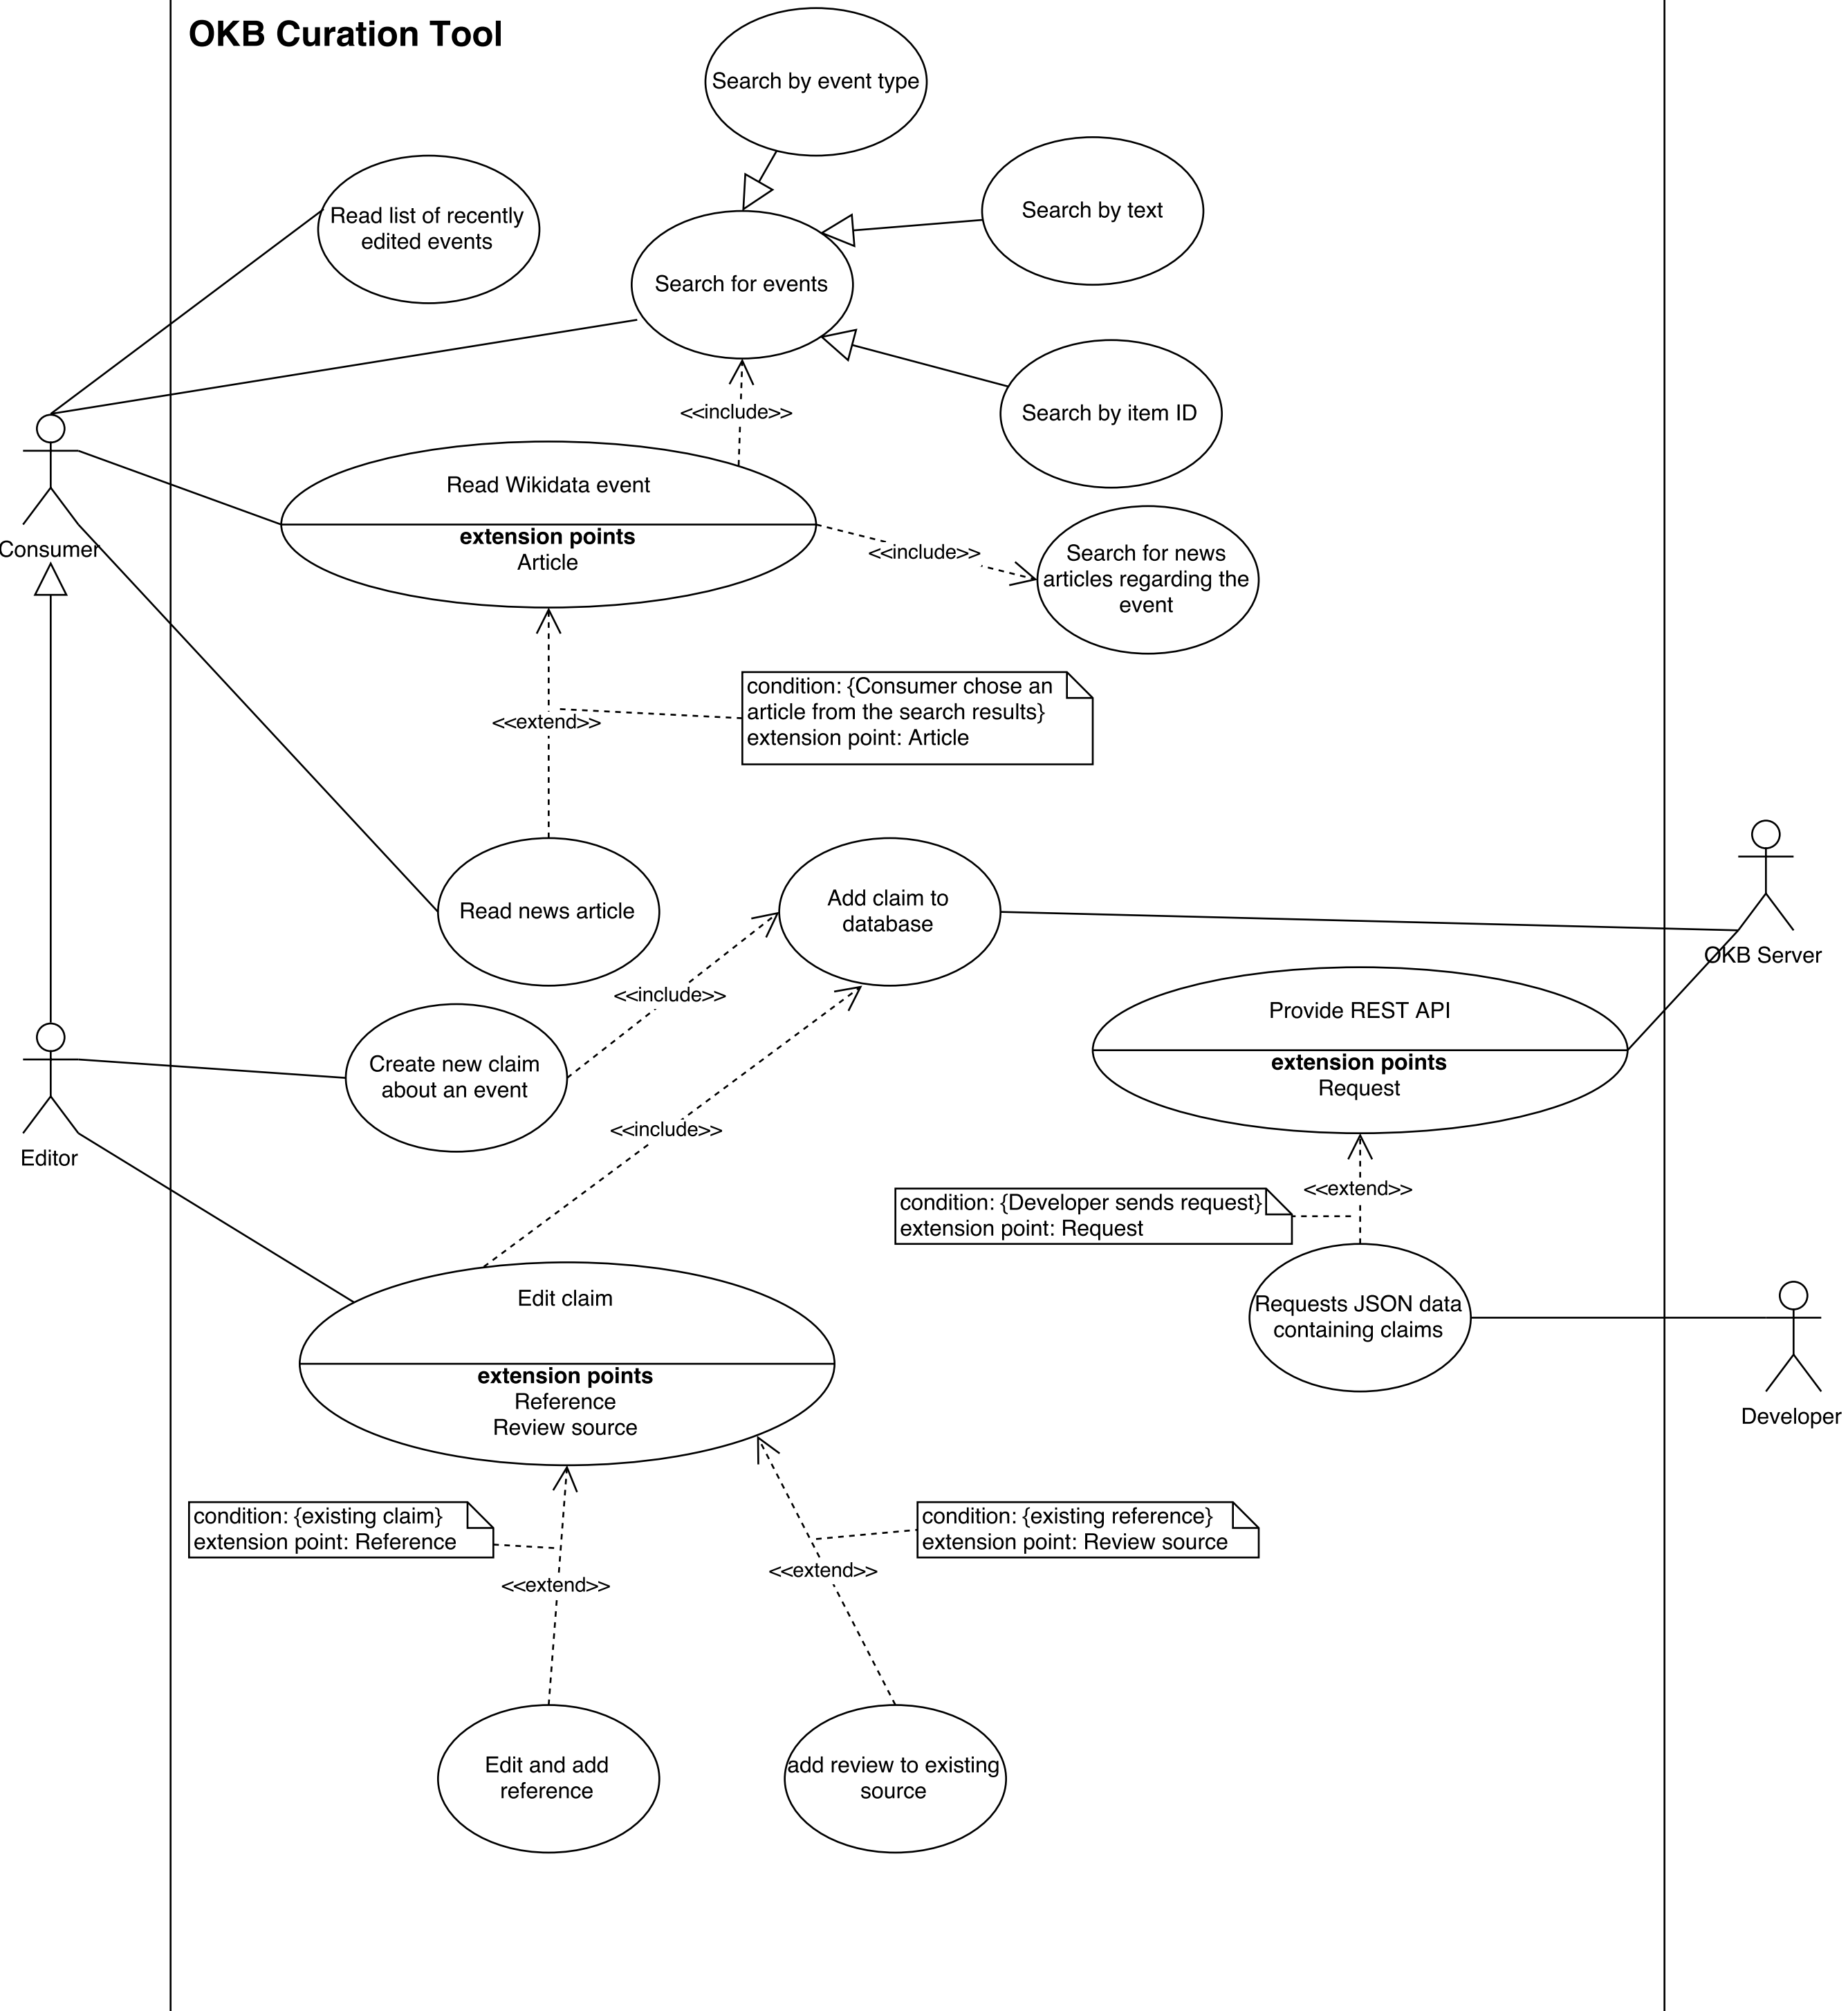 OKB Curation Tool
Search by event type
Read list of recently
edited events
Search by text
Search for events
<<include>>
Search by item ID
Read Wikidata event
extension points
Article
Consumer
<<include>>
Search for news
articles regarding the
event
condition: {Consumer chose an
article from the search results}
extension point: Article
<<extend>>
Read news article
Add claim to
database
OKB Server
<<include>>
Provide REST API
extension points
Request
Create new claim
about an event
<<include>>
Editor
<<extend>>
condition: {Developer sends request}
extension point: Request
Edit claim
extension points
Reference
Review source
Requests JSON data
containing claims
Developer
condition: {existing claim}
extension point: Reference
condition: {existing reference}
extension point: Review source
<<extend>>
<<extend>>
Edit and add
reference
add review to existing
source